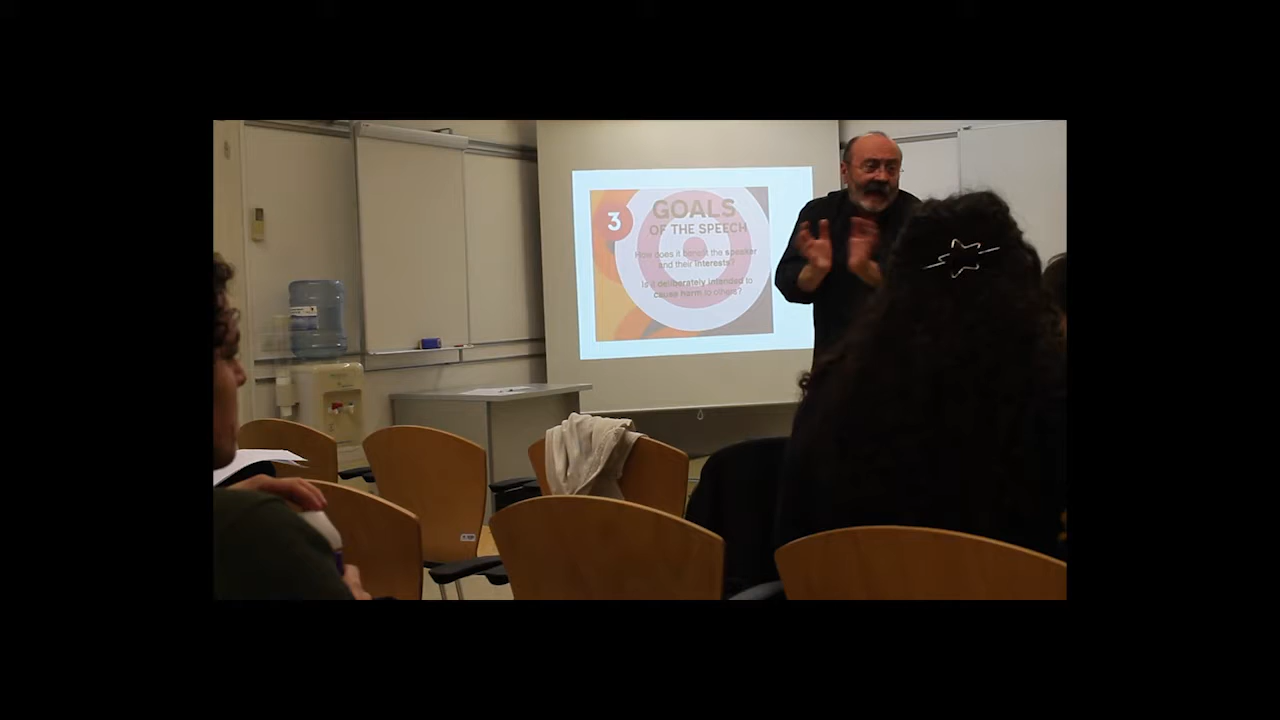 3
GOALS
OF THE SPEECH
How does it benefit the speaker
and their interests?
Is it deliberately intended to
cause harm to others?